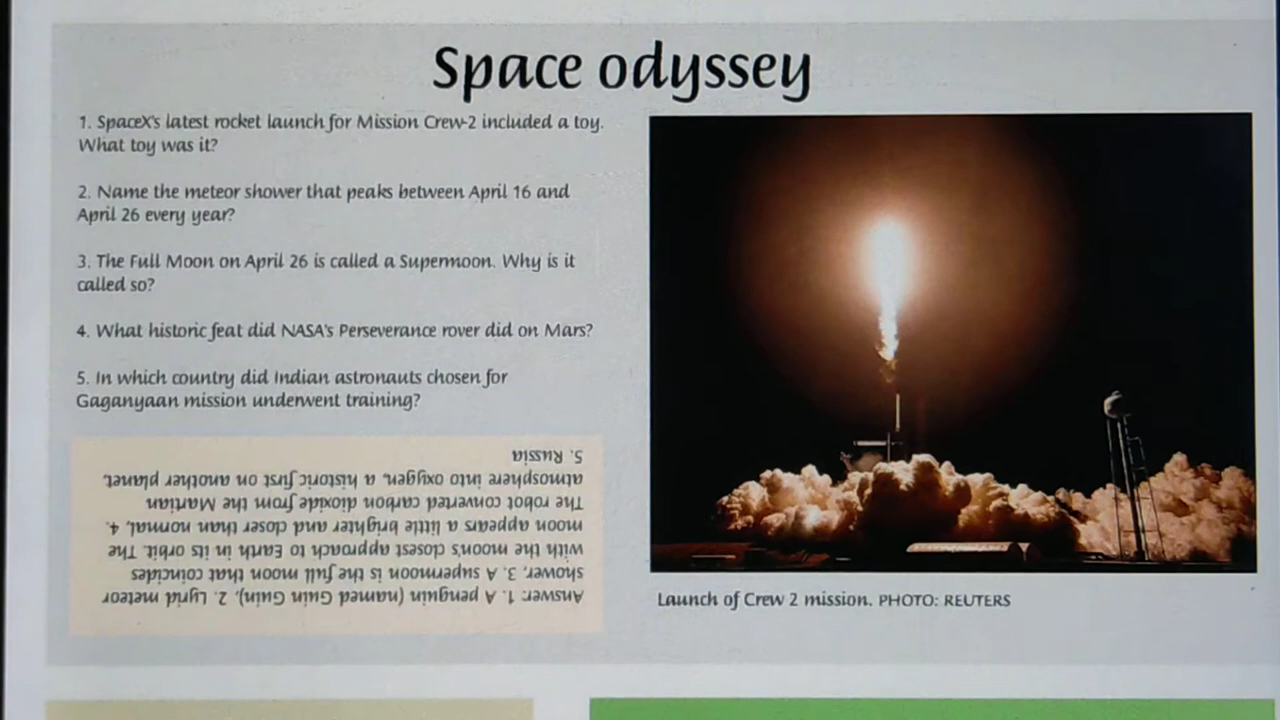 Space odyssey
1. SpaceX's latest rocket launch for Mission Crew-2 included a toy.
What toy was it?
2. Name the meteor shower that peaks between April 16 and
April 26 every year?
3. The Full Moon on April 26 is called a Supermoon. Why is it
called so?
4. What historic feat did NASA's Perseverance rover did on Mars?
5. In which country did Indian astronauts chosen for
Gaganyaan mission underwent training?
Answer: 1. A penguin (named Guin Guin), 2. Lyrid meteor
shower, 3. A supermoon is the full moon that coincides
with the moon's closest approach to Earth in its orbit. The
moon appears a little brighter and closer than normal, 4.
The robot converted carbon dioxide from the Martian
atmosphere into oxygen, a historic first on another planet,
5. Russia
Launch of Crew 2 mission. PHOTO: REUTERS